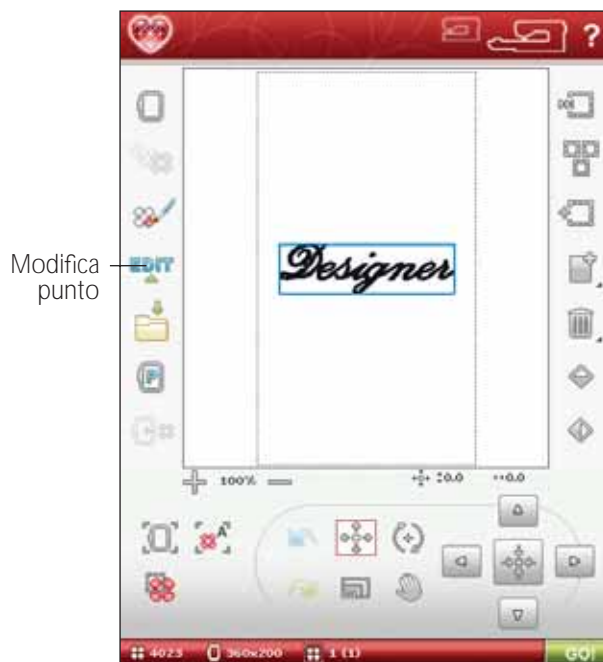 ?
Modifica
punto
EDIT
Designer
100%
0.0
0.0
A
P
4023
360x200
1 (1)
GO!